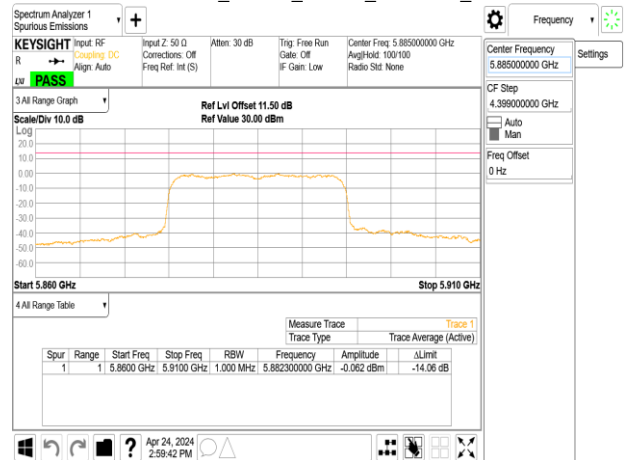 Spectrum Analyzer 1
Spurious Emissions
Frequency
KEYSIGHT
R
LXI
PASS
Input: RF
Coupling: DC
Align: Auto
Input Z: 50 Ω
Corrections: Off
Freq Ref: Int (S)
Atten: 30 dB
Trig: Free Run
Gate: Off
IF Gain: Low
Center Freq: 5.885000000 GHz
Avg|Hold: 100/100
Radio Std: None
Center Frequency
5.885000000 GHz
Settings
CF Step
4.399000000 GHz
Auto
Man
Freq Offset
0 Hz
3 All Range Graph
Scale/Div 10.0 dB
Ref Lvl Offset 11.50 dB
Ref Value 30.00 dBm
Log
20.0
10.0
0.00
-10.0
-20.0
-30.0
-40.0
-50.0
-60.0
Start 5.860 GHz
Stop 5.910 GHz
4 All Range Table
Measure Trace Trace 1
Trace Type Trace Average (Active)
Spur Range Start Freq Stop Freq RBW Frequency Amplitude ΔLimit
1 1 5.8600 GHz 5.9100 GHz 1.000 MHz 5.882300000 GHz -0.062 dBm -14.06 dB
Apr 24, 2024
2:59:42 PM